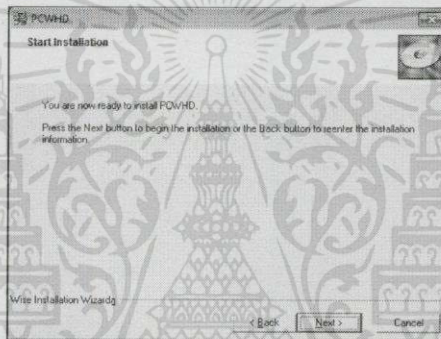 PCWHD
Start Installation
You are now ready to install PCWHD.
Press the Next button to begin the installation or the Back button to reenter the installation
information.
Wise Installation Wizard®
< Back
Next >
Cancel